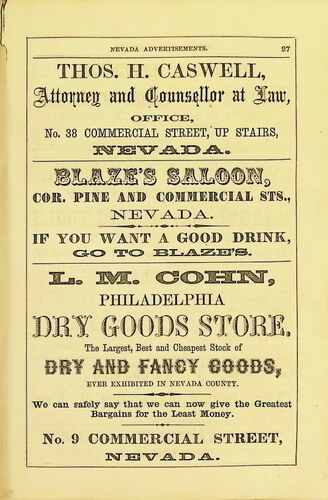 NEVADA ADVERTISEMENTS. 27
THOS. H. CASWELL,
Attorney and Counsellor at Law,
OFFICE,
No. 38 COMMERCIAL STREET, UP STAIRS,
NEVADA.
BLAZE'S SALOON,
COR. PINE AND COMMERCIAL STS.,
NEVADA.
IF YOU WANT A GOOD DRINK,
GO TO BLAZE'S.
L. M. COHN,
PHILADELPHIA
DRY GOODS STORE.
The Largest, Best and Cheapest Stock of
DRY AND FANCY GOODS,
EVER EXHIBITED IN NEVADA COUNTY.
We can safely say that we can now give the Greatest
Bargains for the Least Money.
No. 9 COMMERCIAL STREET,
NEVADA.